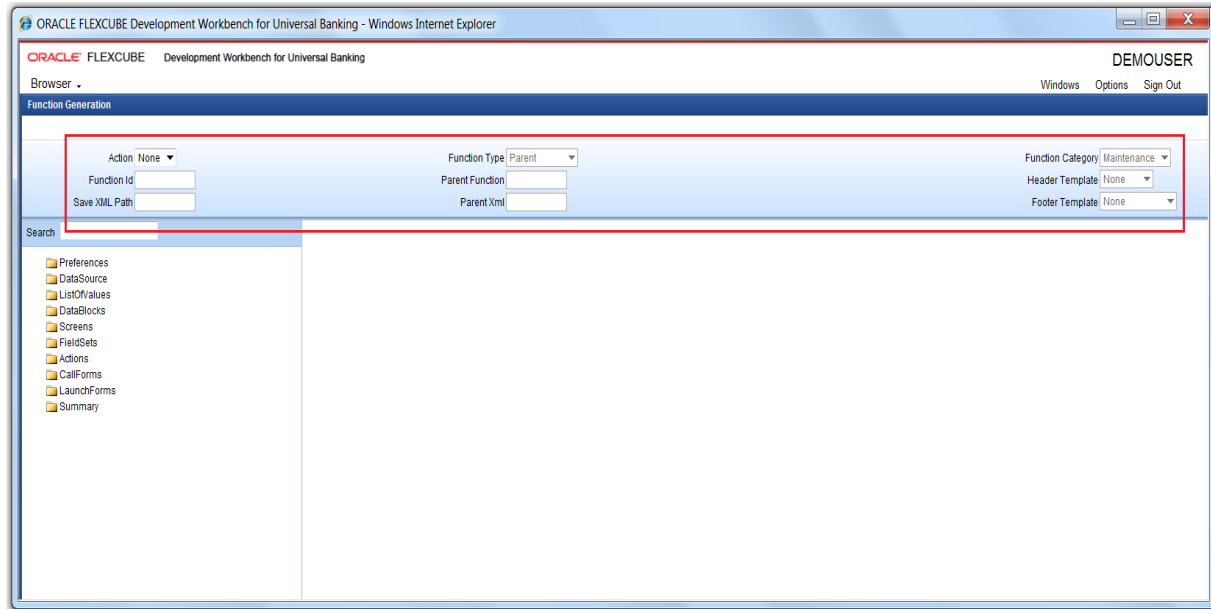 ORACLE FLEXCUBE Development Workbench for Universal Banking - Windows Internet Explorer
ORACLE FLEXCUBE Development Workbench for Universal Banking
DEMOUSER
Browser
Windows Options Sign Out
Function Generation
Action None Function Type Parent Function Category Maintenance
Function Id Parent Function Header Template None
Save XML Path Parent Xml Footer Template None
Search
Preferences
DataSource
ListOfValues
DataBlocks
Screens
FieldSets
Actions
CallForms
LaunchForms
Summary